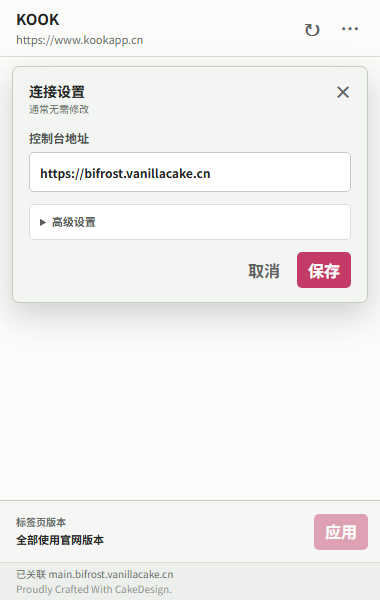 KOOK
https://www.kookapp.cn
连接设置
通常无需修改
控制台地址
https://bifrost.vanillacake.cn
高级设置
取消
保存
标签页版本
全部使用官网版本
应用
已关联 main.bifrost.vanillacake.cn
Proudly Crafted With CakeDesign.